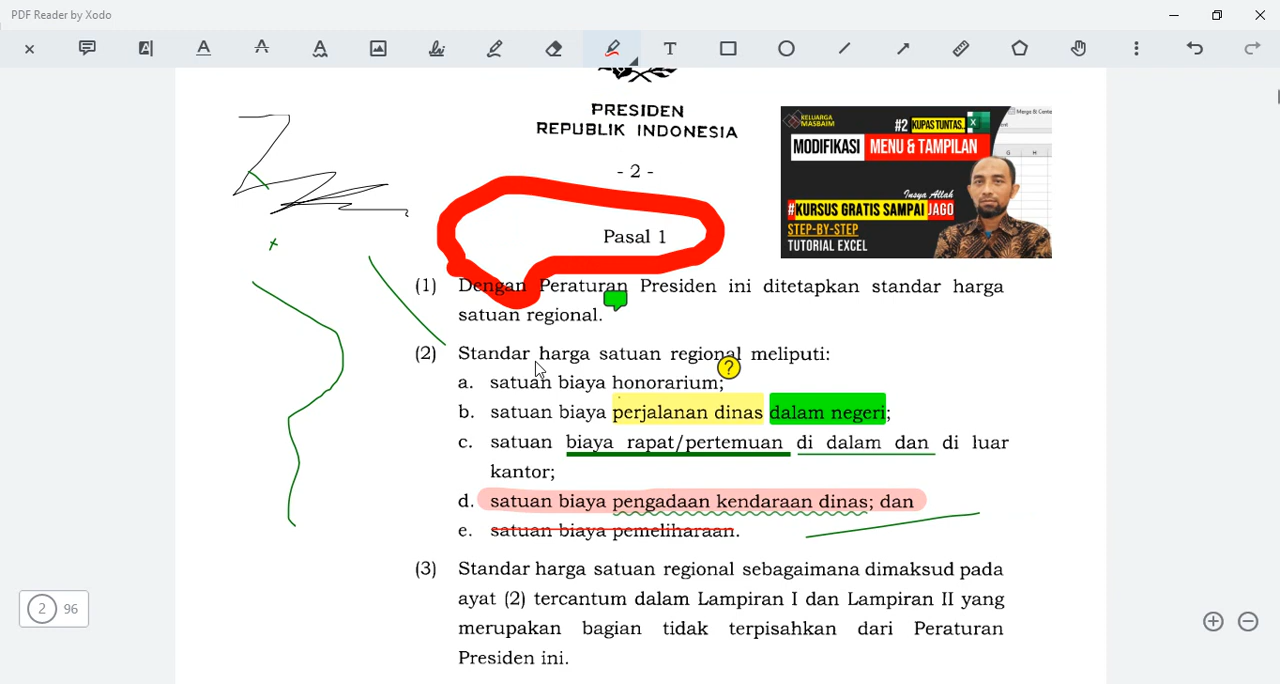 PDF Reader by Xodo
PRESIDEN
REPUBLIK INDONESIA
- 2 -
Pasal 1
KELUARGA
MASBAIM
#2 KUPAS TUNTAS
Merge & Cente
MODIFIKASI MENU & TAMPILAN
G H
Insya Allah
#KURSUS GRATIS SAMPAI JAGO
STEP-BY-STEP
TUTORIAL EXCEL
(1) Dengan Peraturan Presiden ini ditetapkan standar harga
satuan regional.
(2) Standar harga satuan regional meliputi:
?
a. satuan biaya honorarium;
b. satuan biaya perjalanan dinas dalam negeri;
c. satuan biaya rapat/pertemuan di dalam dan di luar
kantor;
d. satuan biaya pengadaan kendaraan dinas; dan
e. satuan biaya pemeliharaan.
(3) Standar harga satuan regional sebagaimana dimaksud pada
ayat (2) tercantum dalam Lampiran I dan Lampiran II yang
merupakan bagian tidak terpisahkan dari Peraturan
Presiden ini.
2 96